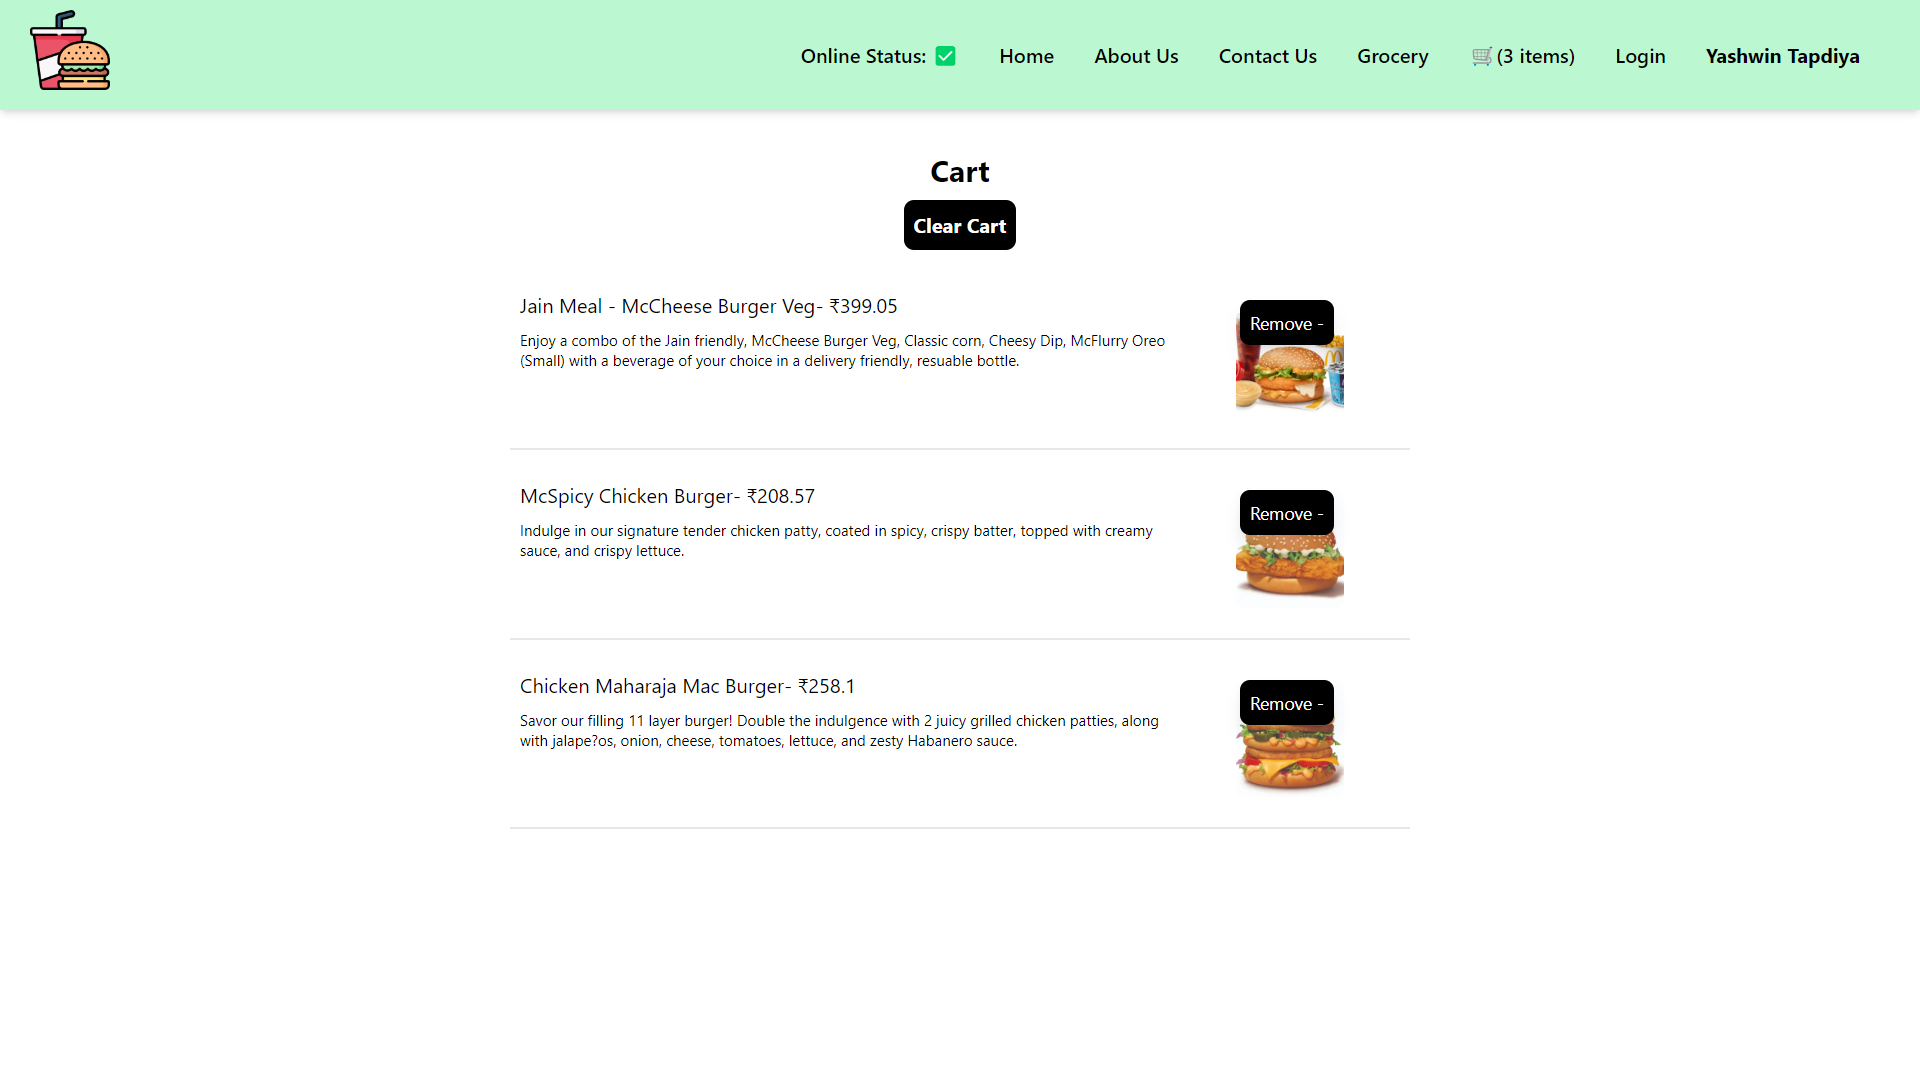 Online Status: ✅ Home About Us Contact Us Grocery 🛒(3 items) Login Yashwin Tapdiya
Cart
Clear Cart
Jain Meal - McCheese Burger Veg- ₹399.05
Remove -
Enjoy a combo of the Jain friendly, McCheese Burger Veg, Classic corn, Cheesy Dip, McFlurry Oreo
(Small) with a beverage of your choice in a delivery friendly, resuable bottle.
McSpicy Chicken Burger- ₹208.57
Remove -
Indulge in our signature tender chicken patty, coated in spicy, crispy batter, topped with creamy
sauce, and crispy lettuce.
Chicken Maharaja Mac Burger- ₹258.1
Remove -
Savor our filling 11 layer burger! Double the indulgence with 2 juicy grilled chicken patties, along
with jalape?os, onion, cheese, tomatoes, lettuce, and zesty Habanero sauce.